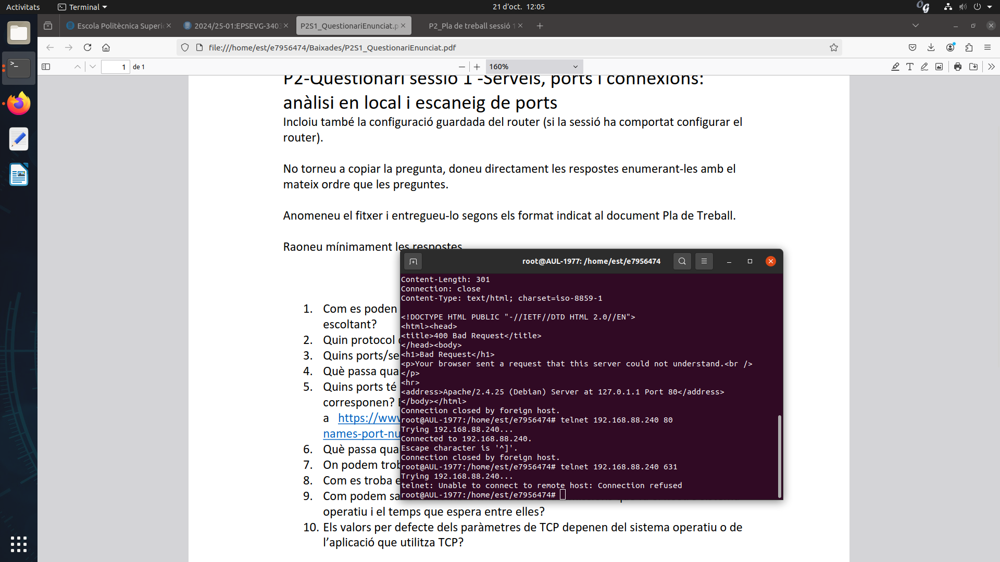 Activitats
Terminal
21 d'oct. 12:05
Escola Politècnica Superi
2024/25-01:EPSEVG-340
P2S1_QuestionariEnunciat.p
P2_Pla de treball sessió 1
file:///home/est/e7956474/Baixades/P2S1_QuestionariEnunciat.pdf
1
de 1
160%
P2-Questionari sessió 1 -Serveis, ports i connexions:
anàlisi en local i escaneig de ports
Incloiu també la configuració guardada del router (si la sessió ha comportat configurar el
router).
No torneu a copiar la pregunta, doneu directament les respostes enumerant-les amb el
mateix ordre que les preguntes.
Anomeneu el fitxer i entregueu-lo segons els format indicat al document Pla de Treball.
Raoneu mínimament les respostes
1. Com es poden
escoltant?
2. Quin protocol
3. Quins ports/se
4. Què passa qua
5. Quins ports té
corresponen?
a https://www
names-port-nu
6. Què passa qua
7. On podem trob
8. Com es troba e
9. Com podem sa
operatiu i el temps que espera entre elles?
10. Els valors per defecte dels paràmetres de TCP depenen del sistema operatiu o de
l'aplicació que utilitza TCP?
root@AUL-1977: /home/est/e7956474
Content-Length: 301
Connection: close
Content-Type: text/html; charset=iso-8859-1
<!DOCTYPE HTML PUBLIC "-//IETF//DTD HTML 2.0//EN">
<html><head>
<title>400 Bad Request</title>
</head><body>
<h1>Bad Request</h1>
<p>Your browser sent a request that this server could not understand.<br />
</p>
<hr>
<address>Apache/2.4.25 (Debian) Server at 127.0.1.1 Port 80</address>
</body></html>
Connection closed by foreign host.
root@AUL-1977:/home/est/e7956474# telnet 192.168.88.240 80
Trying 192.168.88.240...
Connected to 192.168.88.240.
Escape character is '^]'.
Connection closed by foreign host.
root@AUL-1977:/home/est/e7956474# telnet 192.168.88.240 631
Trying 192.168.88.240...
telnet: Unable to connect to remote host: Connection refused
root@AUL-1977:/home/est/e7956474#